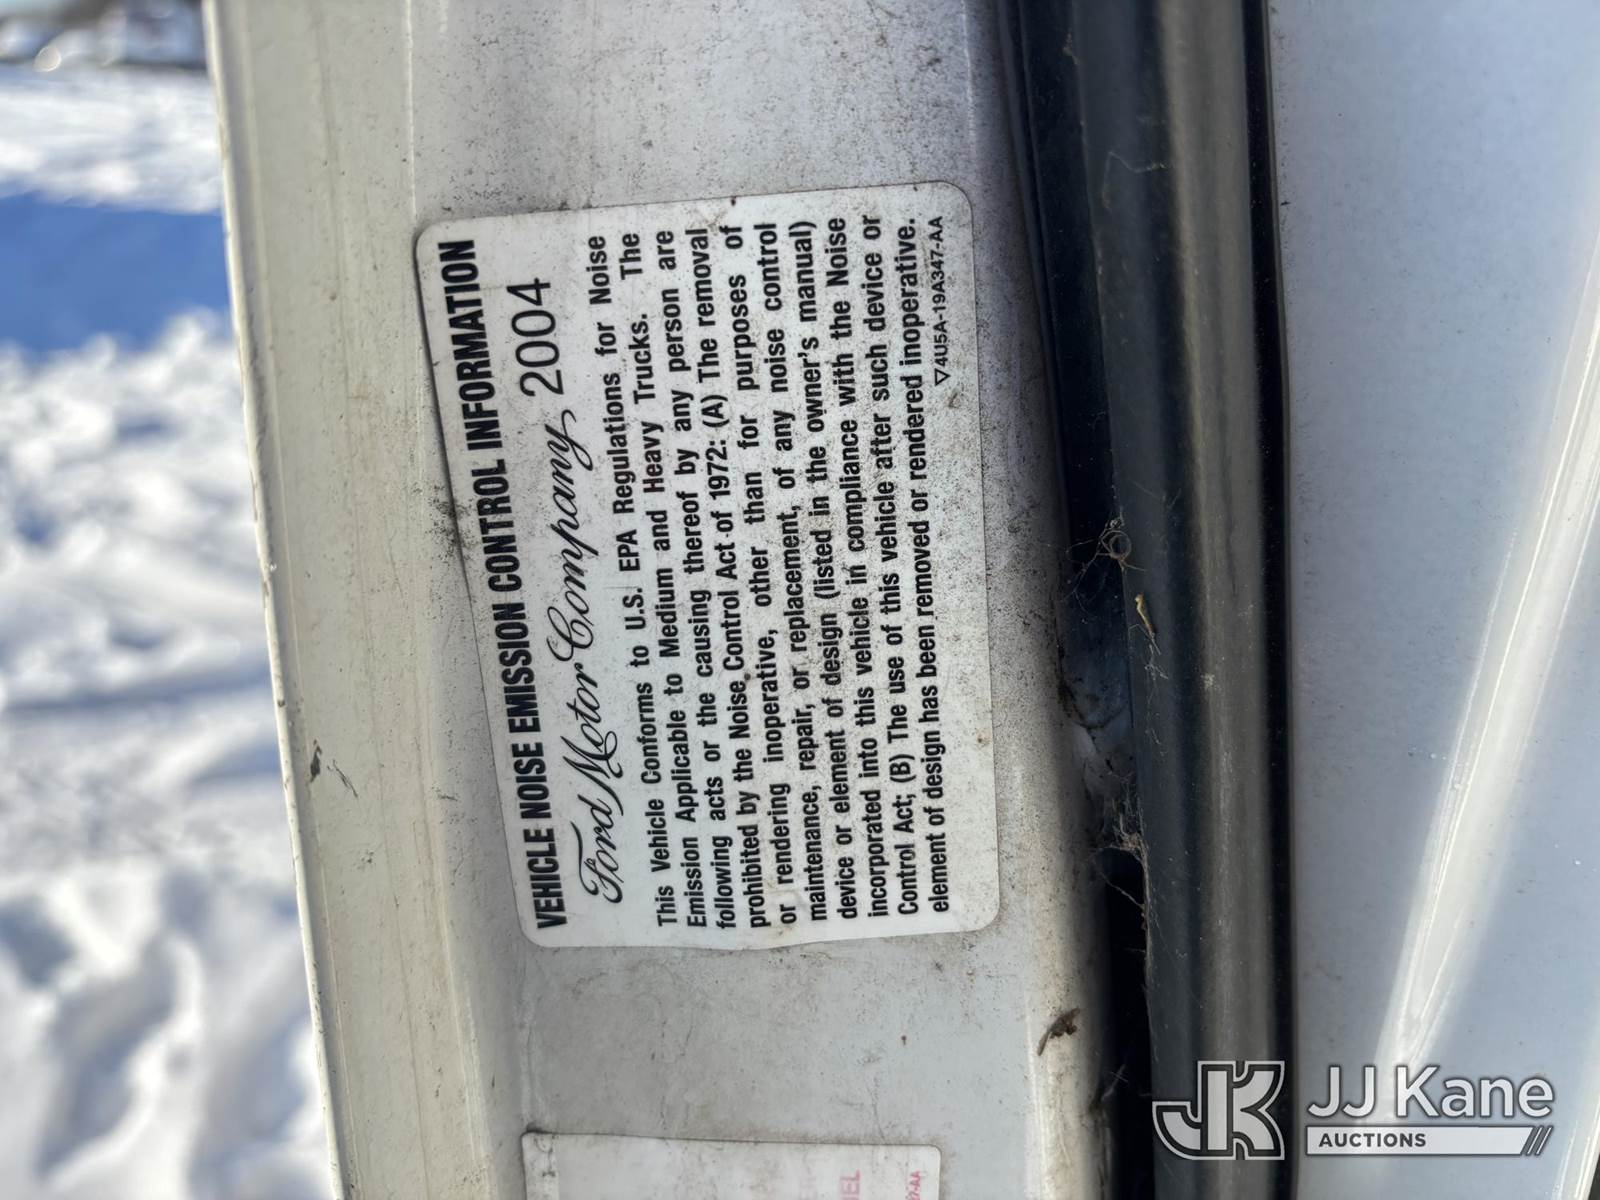 VEHICLE NOISE EMISSION CONTROL INFORMATION
Ford Motor Company, 2004
This Vehicle Conforms to U.S. EPA Regulations for Noise
Emission Applicable to Medium and Heavy Trucks. The
following acts or the causing thereof by any person are
prohibited by the Noise Control Act of 1972: (A) The removal
or rendering inoperative, other than for purposes of
maintenance, repair, or replacement, of any noise control
device or element of design (listed in the owner's manual)
incorporated into this vehicle in compliance with the Noise
Control Act; (B) The use of this vehicle after such device or
element of design has been removed or rendered inoperative.
▽4U5A-19A347-AA
JJ Kane
AUCTIONS